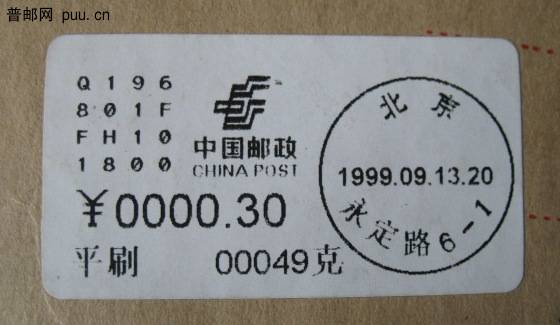 普邮网 puu.cn
Q196
801F
FH10
1800
中国邮政
CHINA POST
¥0000.30
平刷 00049克
北京
1999.09.13.20
永定路6-1